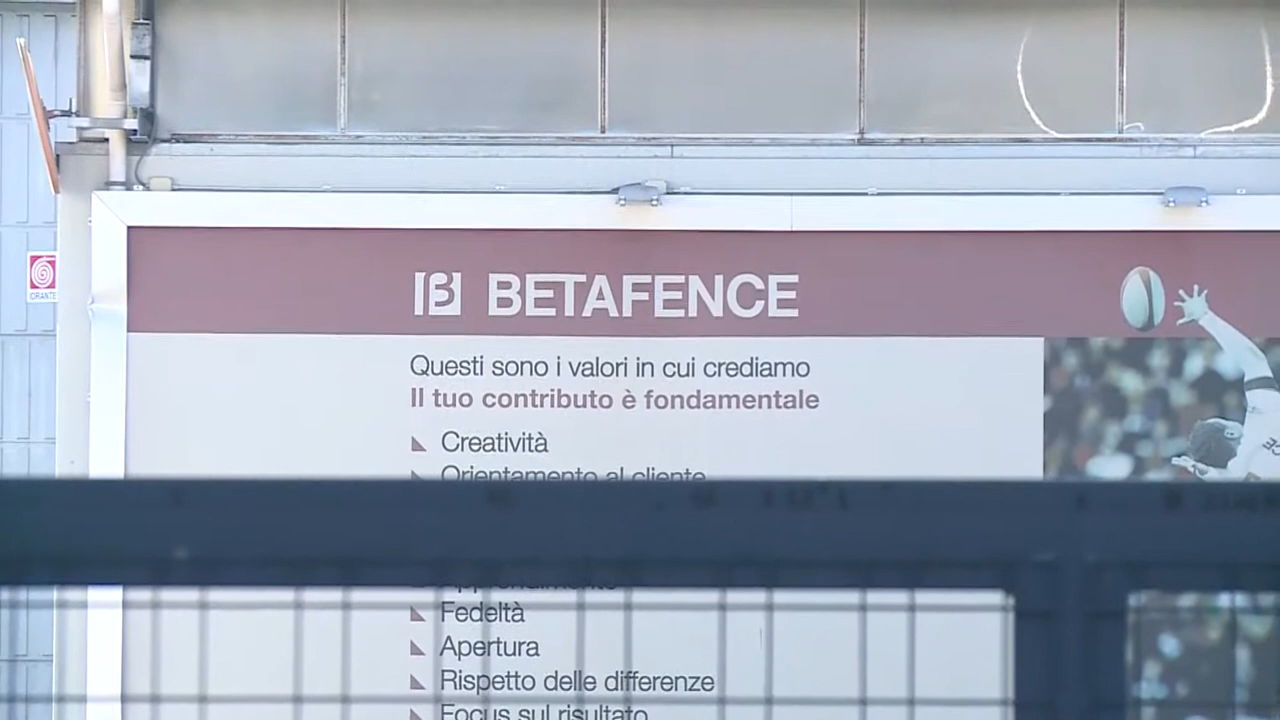 BETAFENCE
Questi sono i valori in cui crediamo
Il tuo contributo è fondamentale
Creatività
Orientamento al cliente
Fedeltà
Apertura
Rispetto delle differenze
Focus sul risultato